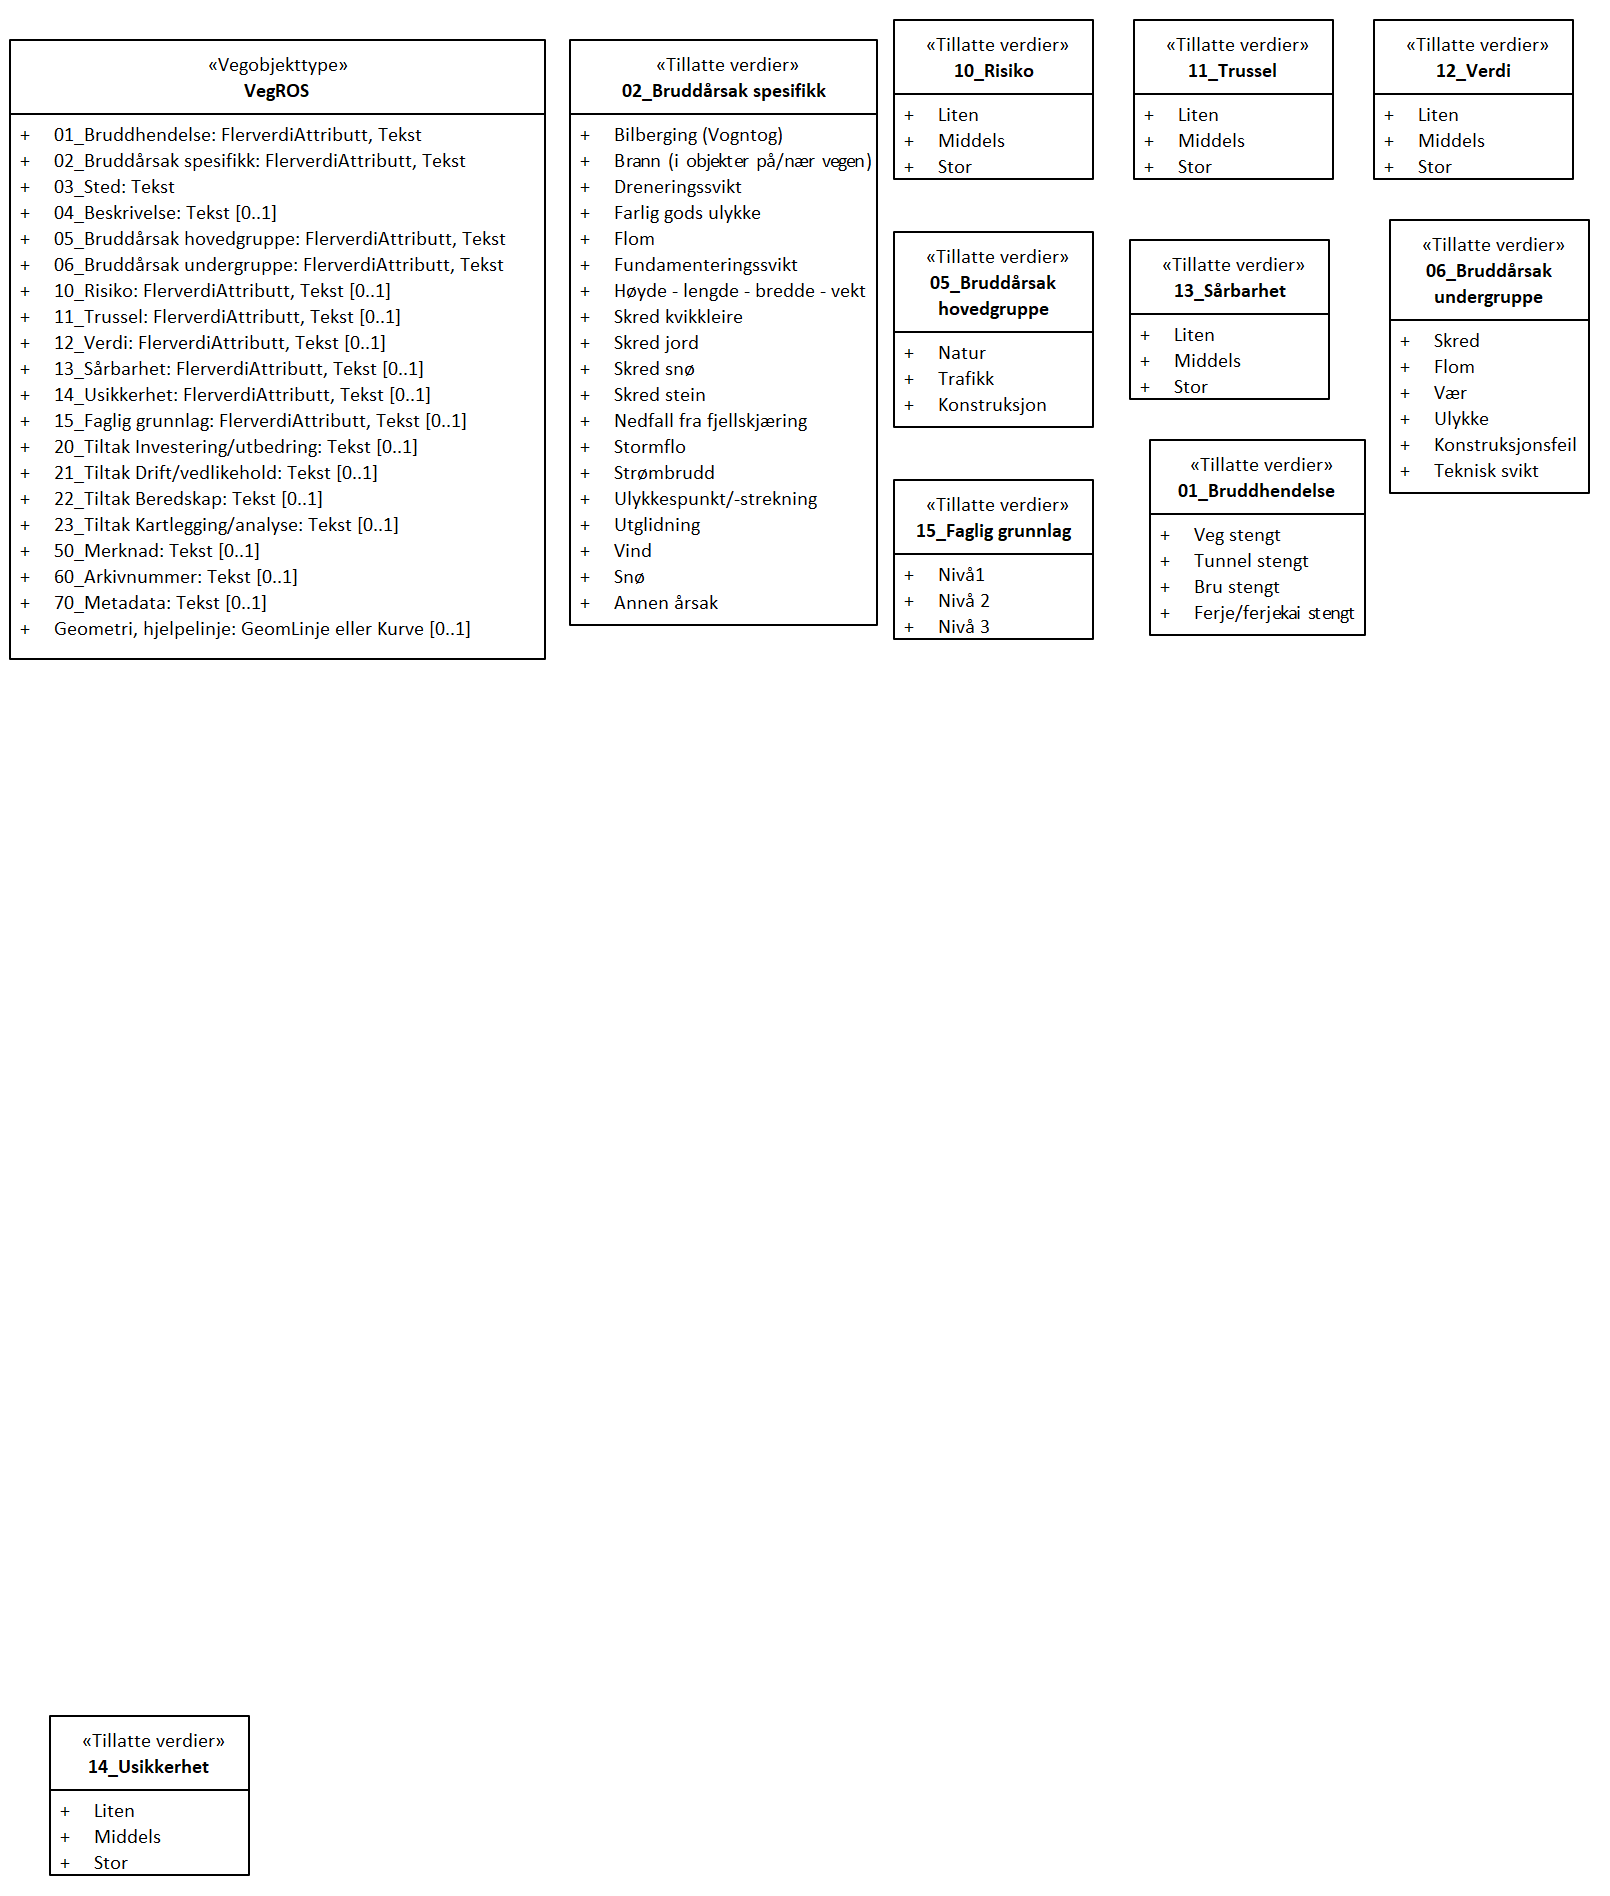 «Vegobjekttype»
VegROS
+ 01_Bruddhendelse: FlerverdiAttributt, Tekst
+ 02_Bruddårsak spesifikk: FlerverdiAttributt, Tekst
+ 03_Sted: Tekst
+ 04_Beskrivelse: Tekst [0..1]
+ 05_Bruddårsak hovedgruppe: FlerverdiAttributt, Tekst
+ 06_Bruddårsak undergruppe: FlerverdiAttributt, Tekst
+ 10_Risiko: FlerverdiAttributt, Tekst [0..1]
+ 11_Trussel: FlerverdiAttributt, Tekst [0..1]
+ 12_Verdi: FlerverdiAttributt, Tekst [0..1]
+ 13_Sårbarhet: FlerverdiAttributt, Tekst [0..1]
+ 14_Usikkerhet: FlerverdiAttributt, Tekst [0..1]
+ 15_Faglig grunnlag: FlerverdiAttributt, Tekst [0..1]
+ 20_Tiltak Investering/utbedring: Tekst [0..1]
+ 21_Tiltak Drift/vedlikehold: Tekst [0..1]
+ 22_Tiltak Beredskap: Tekst [0..1]
+ 23_Tiltak Kartlegging/analyse: Tekst [0..1]
+ 50_Merknad: Tekst [0..1]
+ 60_Arkivnummer: Tekst [0..1]
+ 70_Metadata: Tekst [0..1]
+ Geometri, hjelpelinje: GeomLinje eller Kurve [0..1]
«Tillatte verdier»
02_Bruddårsak spesifikk
+ Bilberging (Vogntog)
+ Brann (i objekter på/nær vegen)
+ Dreneringssvikt
+ Farlig gods ulykke
+ Flom
+ Fundamenteringssvikt
+ Høyde - lengde - bredde - vekt
+ Skred kvikkleire
+ Skred jord
+ Skred snø
+ Skred stein
+ Nedfall fra fjellskjæring
+ Stormflo
+ Strømbrudd
+ Ulykkespunkt/-strekning
+ Utglidning
+ Vind
+ Snø
+ Annen årsak
«Tillatte verdier»
10_Risiko
+ Liten
+ Middels
+ Stor
«Tillatte verdier»
11_Trussel
+ Liten
+ Middels
+ Stor
«Tillatte verdier»
12_Verdi
+ Liten
+ Middels
+ Stor
«Tillatte verdier»
05_Bruddårsak
hovedgruppe
+ Natur
+ Trafikk
+ Konstruksjon
«Tillatte verdier»
13_Sårbarhet
+ Liten
+ Middels
+ Stor
«Tillatte verdier»
06_Bruddårsak
undergruppe
+ Skred
+ Flom
+ Vær
+ Ulykke
+ Konstruksjonsfeil
+ Teknisk svikt
«Tillatte verdier»
15_Faglig grunnlag
+ Nivå1
+ Nivå 2
+ Nivå 3
«Tillatte verdier»
01_Bruddhendelse
+ Veg stengt
+ Tunnel stengt
+ Bru stengt
+ Ferje/ferjekai stengt
«Tillatte verdier»
14_Usikkerhet
+ Liten
+ Middels
+ Stor